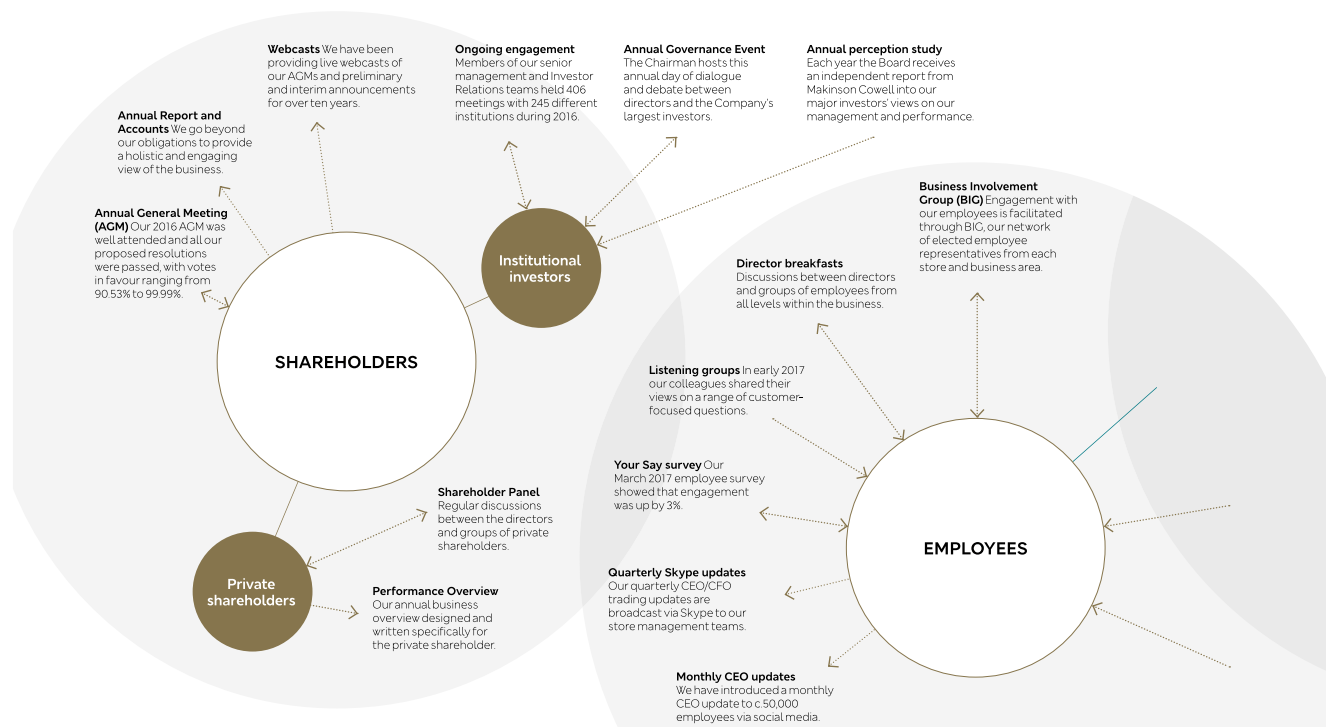 Webcasts We have been
providing live webcasts of
our AGMs and preliminary
and interim announcements
for over ten years.
Ongoing engagement
Members of our senior
management and Investor
Relations teams held 406
meetings with 245 different
institutions during 2016.
Annual Governance Event
The Chairman hosts this
annual day of dialogue
and debate between
directors and the Company's
largest investors.
Annual perception study
Each year the Board receives
an independent report from
Makinson Cowell into our
major investors' views on our
management and performance.
Annual Report and
Accounts We go beyond
our obligations to provide
a holistic and engaging
view of the business.
Annual General Meeting
(AGM) Our 2016 AGM was
well attended and all our
proposed resolutions
were passed, with votes
in favour ranging from
90.53% to 99.99%.
Institutional
investors
SHAREHOLDERS
Shareholder Panel
Regular discussions
between the directors
and groups of private
shareholders.
Private
shareholders
Performance Overview
Our annual business
overview designed and
written specifically for
the private shareholder.
Business Involvement
Group (BIG) Engagement with
our employees is facilitated
through BIG, our network
of elected employee
representatives from each
store and business area.
Director breakfasts
Discussions between directors
and groups of employees from
all levels within the business.
Listening groups In early 2017
our colleagues shared their
views on a range of customer-
focused questions.
Your Say survey Our
March 2017 employee survey
showed that engagement
was up by 3%.
EMPLOYEES
Quarterly Skype updates
Our quarterly CEO/CFO
trading updates are
broadcast via Skype to our
store management teams.
Monthly CEO updates
We have introduced a monthly
CEO update to c.50,000
employees via social media.